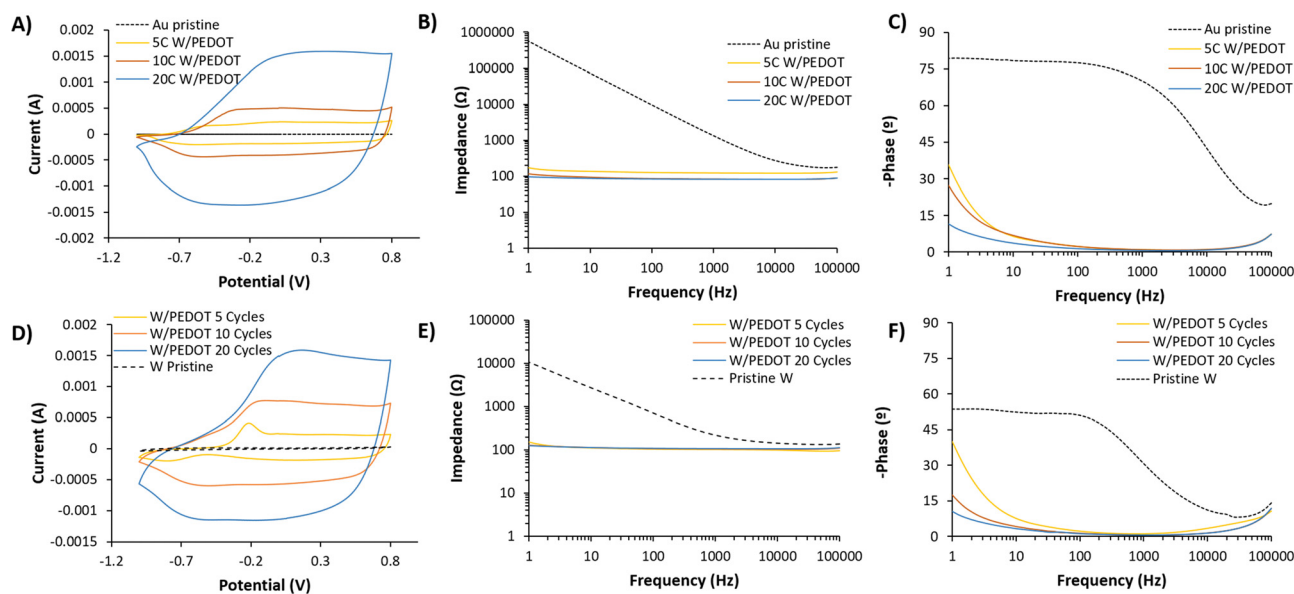 A)
Au pristine
5C W/PEDOT
10C W/PEDOT
20C W/PEDOT
0.002
0.0015
0.001
0.0005
0
-0.0005
-0.001
-0.0015
-0.002
-1.2
-0.7
-0.2
0.3
0.8
Current (A)
Potential (V)
B)
Au pristine
5C W/PEDOT
10C W/PEDOT
20C W/PEDOT
1000000
100000
10000
1000
100
10
1
1
10
100
1000
10000
100000
Impedance (Ω)
Frequency (Hz)
C)
Au pristine
5C W/PEDOT
10C W/PEDOT
20C W/PEDOT
90
75
60
45
30
15
0
1
10
100
1000
10000
100000
-Phase (º)
Frequency (Hz)
D)
W/PEDOT 5 Cycles
W/PEDOT 10 Cycles
W/PEDOT 20 Cycles
W Pristine
0.002
0.0015
0.001
0.0005
0
-0.0005
-0.001
-0.0015
-1.2
-0.7
-0.2
0.3
0.8
Current (A)
Potential (V)
E)
W/PEDOT 5 Cycles
W/PEDOT 10 Cycles
W/PEDOT 20 Cycles
Pristine W
100000
10000
1000
100
10
1
1
10
100
1000
10000
100000
Impedance (Ω)
Frequency (Hz)
F)
W/PEDOT 5 Cycles
W/PEDOT 10 Cycles
W/PEDOT 20 Cycles
Pristine W
90
75
60
45
30
15
0
1
10
100
1000
10000
100000
-Phase (º)
Frequency (Hz)